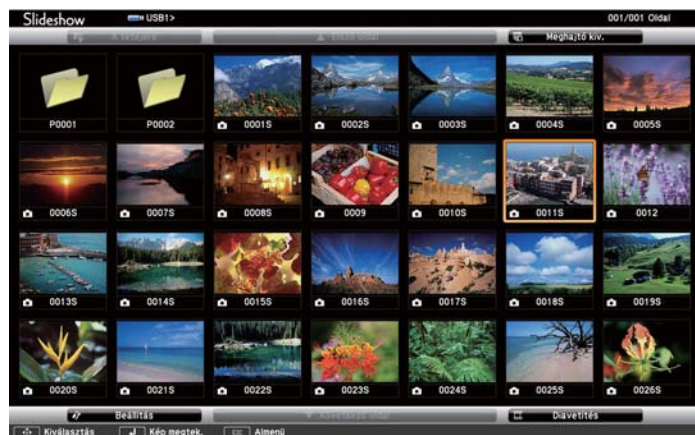 Slideshow USB1> 001/001 Oldal
A tetejére Előző oldal Meghajtó kiv.
P0001 P0002 0001S 0002S 0003S 0004S 0005S
0006S 0007S 0008S 0009 0010S 0011S 0012
0013S 0014S 0015S 0016S 0017S 0018S 0019S
0020S 0021S 0022S 0023S 0024S 0025S 0026S
Beállítás Következő oldal Diavetítés
Kiválasztás Kép megtek. Esc Almenü